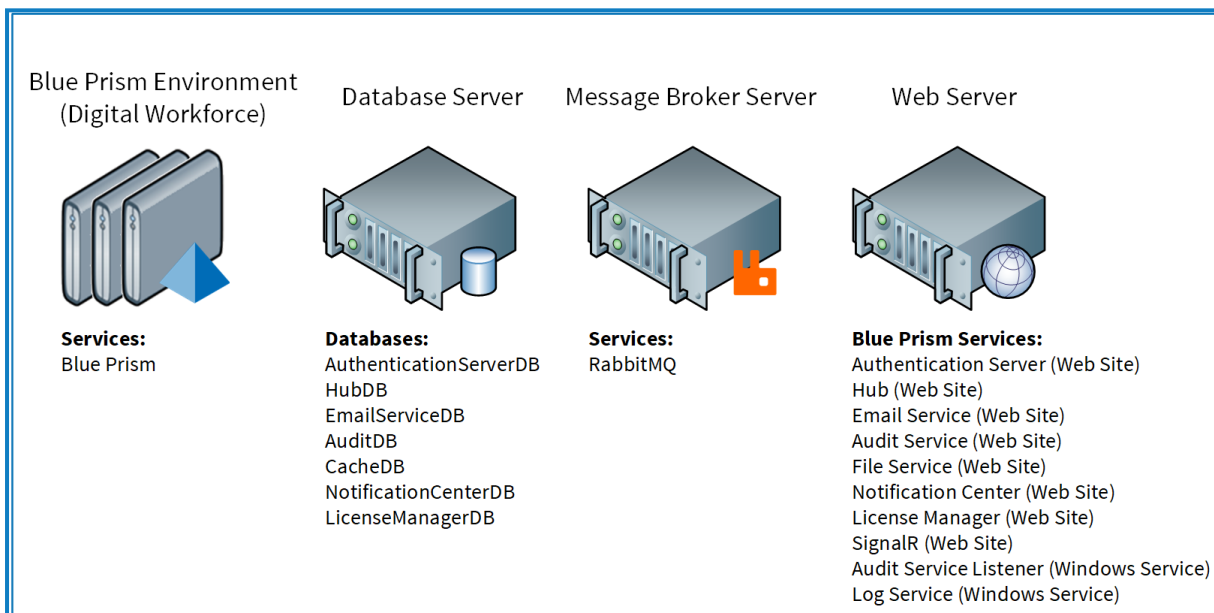 Blue Prism Environment
(Digital Workforce)
Database Server
Message Broker Server
Web Server
Services:
Blue Prism
Databases:
AuthenticationServerDB
HubDB
EmailServiceDB
AuditDB
CacheDB
NotificationCenterDB
LicenseManagerDB
Services:
RabbitMQ
Blue Prism Services:
Authentication Server (Web Site)
Hub (Web Site)
Email Service (Web Site)
Audit Service (Web Site)
File Service (Web Site)
Notification Center (Web Site)
License Manager (Web Site)
SignalR (Web Site)
Audit Service Listener (Windows Service)
Log Service (Windows Service)